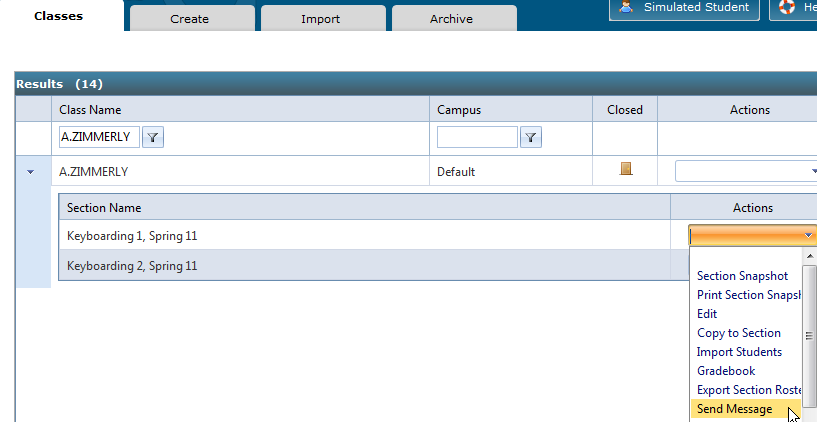 Classes Create Import Archive Simulated Student He
Results (14)
Class Name Campus Closed Actions
A.ZIMMERLY
A.ZIMMERLY Default
Section Name Actions
Keyboarding 1, Spring 11
Keyboarding 2, Spring 11
Section Snapshot
Print Section Snapsh
Edit
Copy to Section
Import Students
Gradebook
Export Section Roste
Send Message